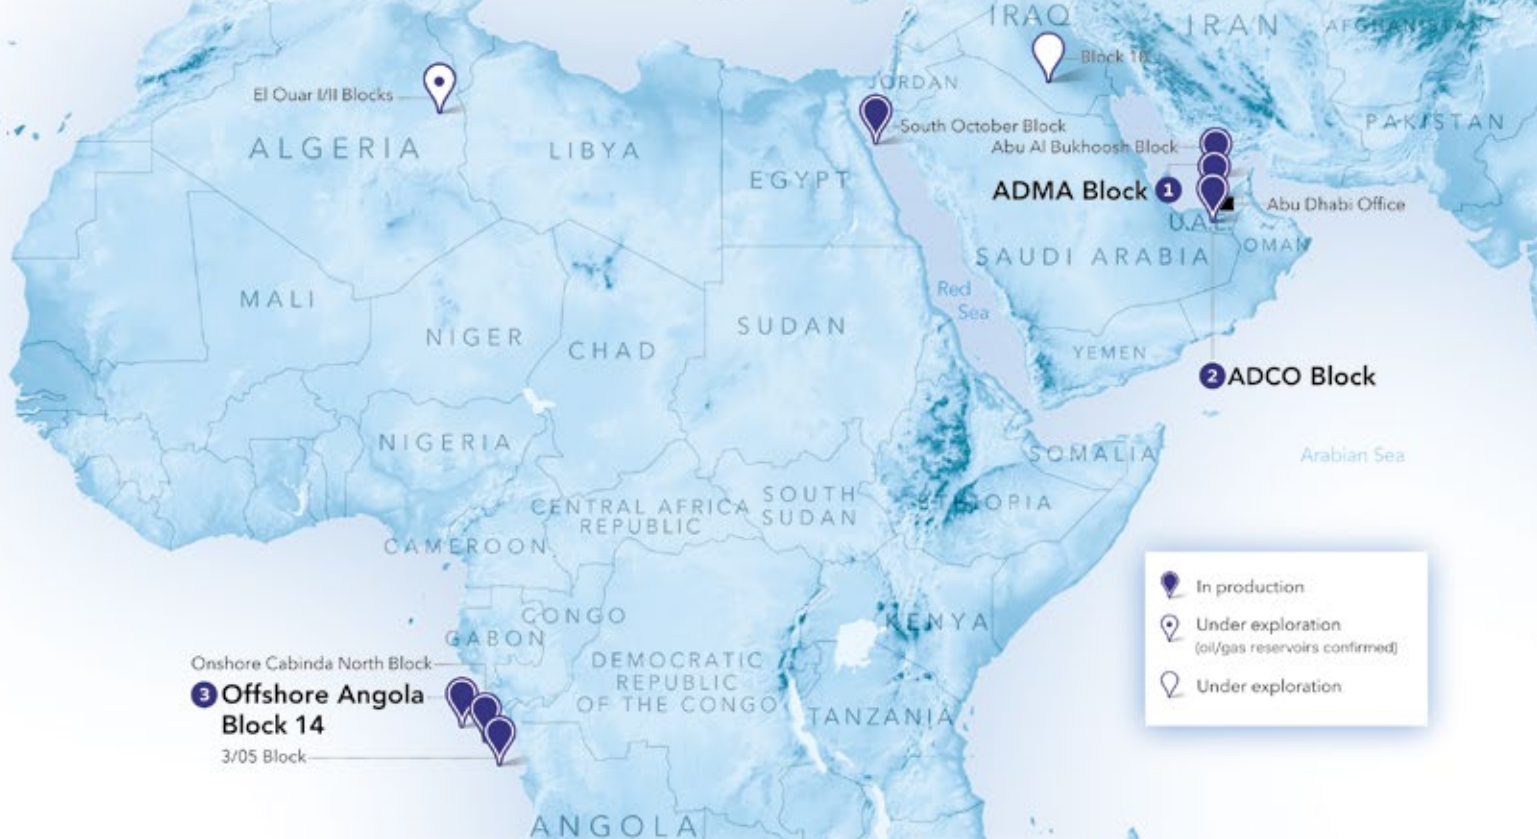 IRAQ
IRAN
AFGHANISTAN
Block 10
El Ouar I/II Blocks
JORDAN
South October Block
PAKISTAN
ALGERIA
LIBYA
Abu Al Bukhoosh Block
EGYPT
ADMA Block 1
Abu Dhabi Office
U.A.E.
OMAN
SAUDI ARABIA
MALI
Red
Sea
NIGER
CHAD
SUDAN
YEMEN
2 ADCO Block
NIGERIA
SOMALIA
Arabian Sea
CENTRAL AFRICA
REPUBLIC
SOUTH
SUDAN
ETHIOPIA
CAMEROON
In production
CONGO
GABON
KENYA
Under exploration
(oil/gas reservoirs confirmed)
Onshore Cabinda North Block
DEMOCRATIC
REPUBLIC
OF THE CONGO
Under exploration
3 Offshore Angola
Block 14
TANZANIA
3/05 Block
ANGOLA